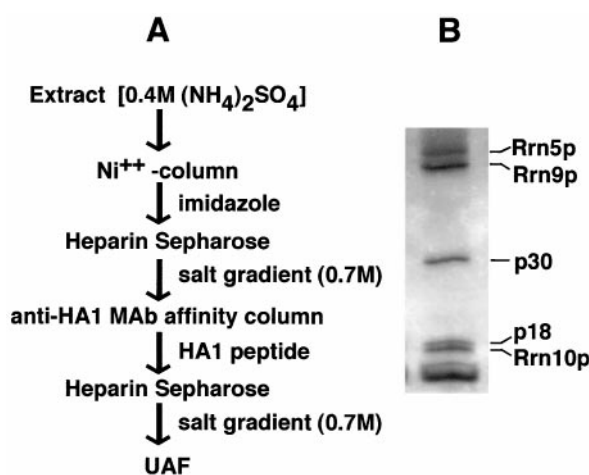 A
Extract [0.4M (NH4)2SO4]
Ni++ -column
imidazole
Heparin Sepharose
salt gradient (0.7M)
anti-HA1 MAb affinity column
HA1 peptide
Heparin Sepharose
salt gradient (0.7M)
UAF
B
Rrn5p
Rrn9p
p30
p18
Rrn10p